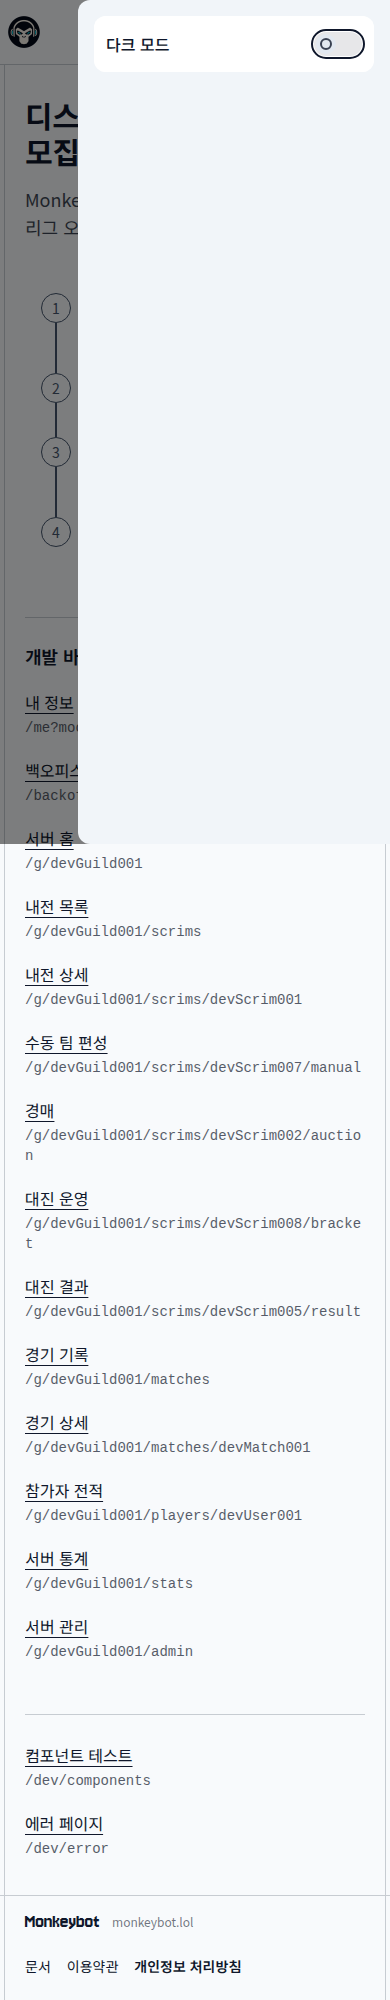 다크 모드
디스
모집
Monke
리그 오
1
2
3
4
개발 바
내 정보
/me?mo
백오피스
/backof
서버 홈
/g/devGuild001
내전 목록
/g/devGuild001/scrims
내전 상세
/g/devGuild001/scrims/devScrim001
수동 팀 편성
/g/devGuild001/scrims/devScrim007/manual
경매
/g/devGuild001/scrims/devScrim002/auctio
n
대진 운영
/g/devGuild001/scrims/devScrim008/bracke
t
대진 결과
/g/devGuild001/scrims/devScrim005/result
경기 기록
/g/devGuild001/matches
경기 상세
/g/devGuild001/matches/devMatch001
참가자 전적
/g/devGuild001/players/devUser001
서버 통계
/g/devGuild001/stats
서버 관리
/g/devGuild001/admin
컴포넌트 테스트
/dev/components
에러 페이지
/dev/error
Monkeybot monkeybot.lol
문서 이용약관 개인정보 처리방침